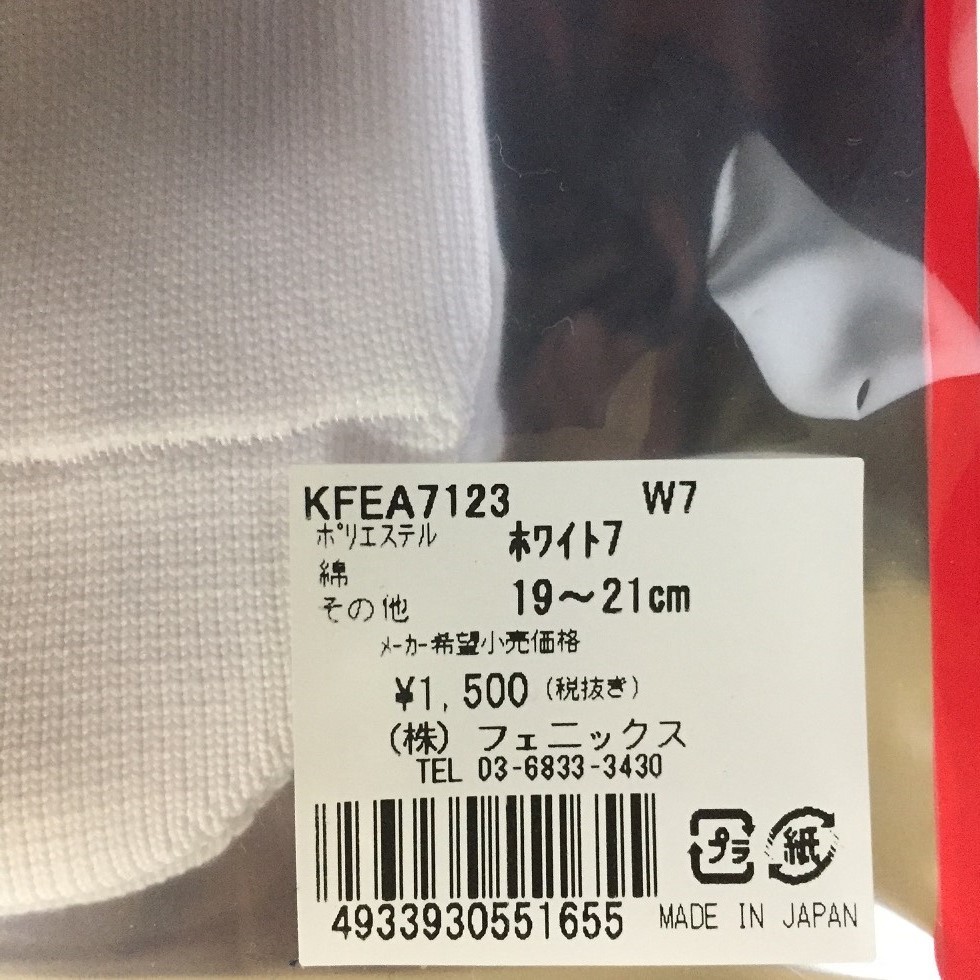 KFEA7123 W7
ポリエステル ホワイト7
綿
その他 19～21cm
メーカー希望小売価格
¥1,500 (税抜き)
(株) フェニックス
TEL 03-6833-3430
プラ 紙
4933930551655 MADE IN JAPAN